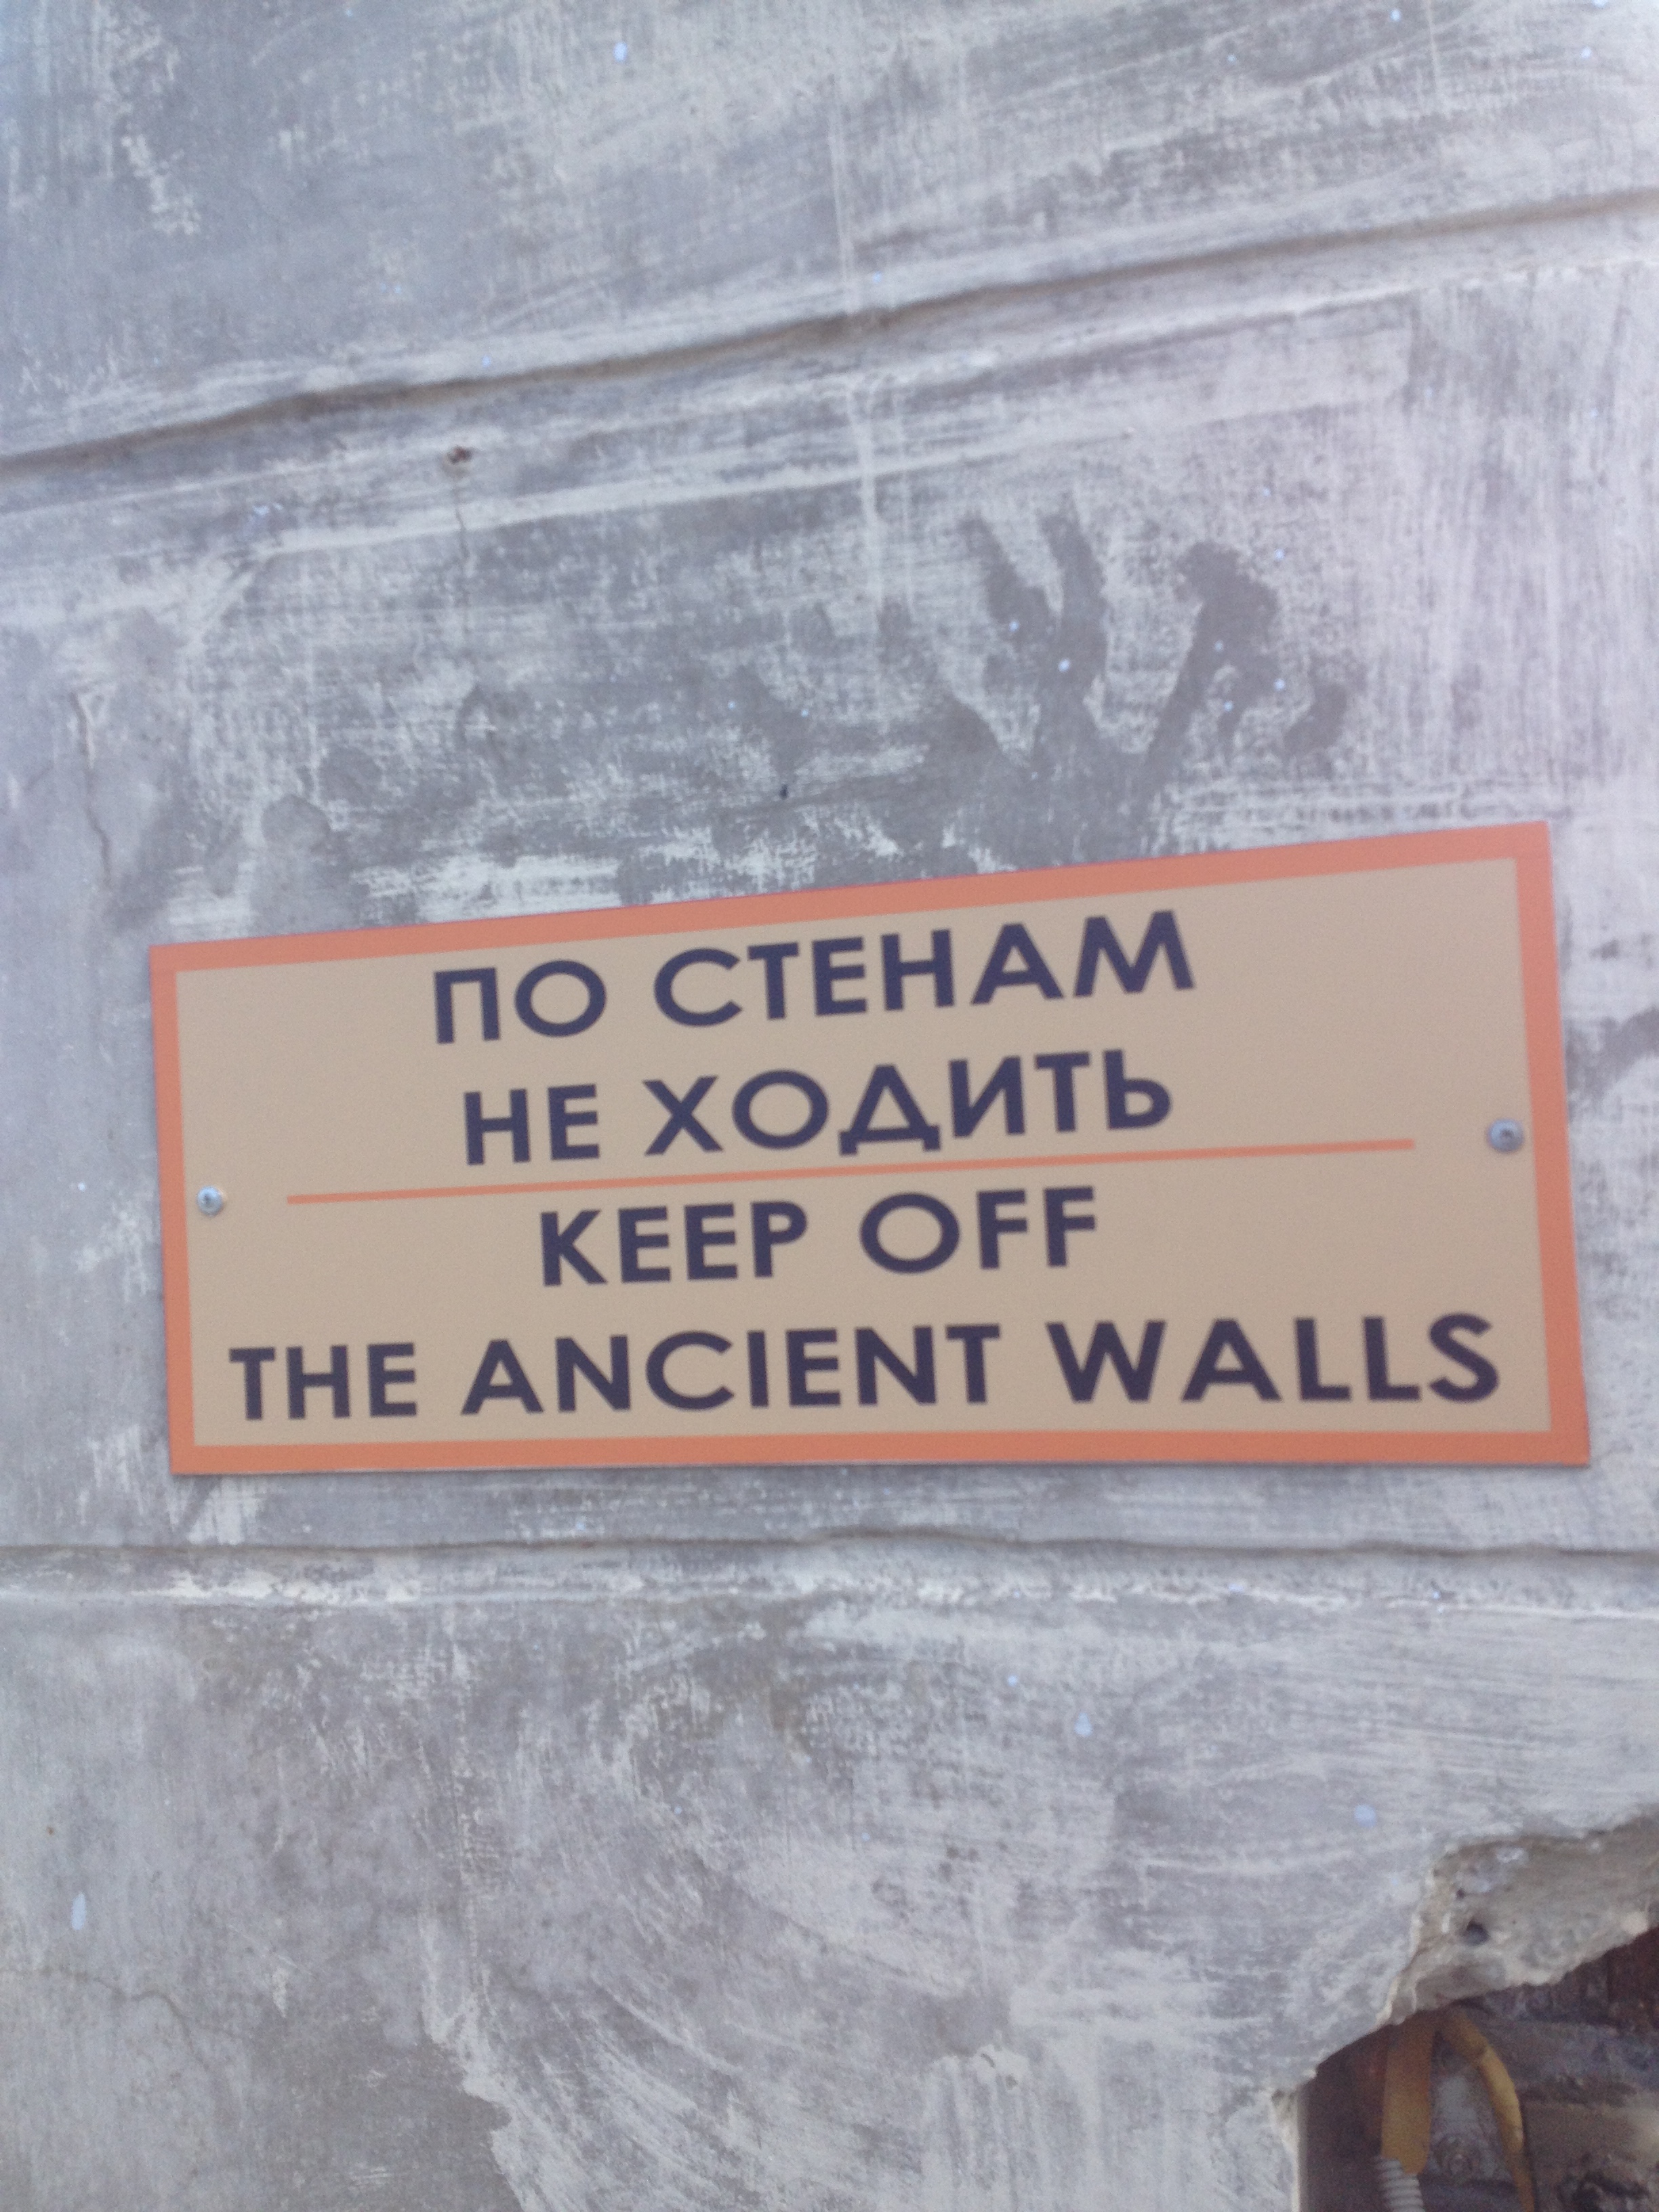 ПО СТЕНАМ
НЕ ХОДИТЬ
KEEP OFF
THE ANCIENT WALLS